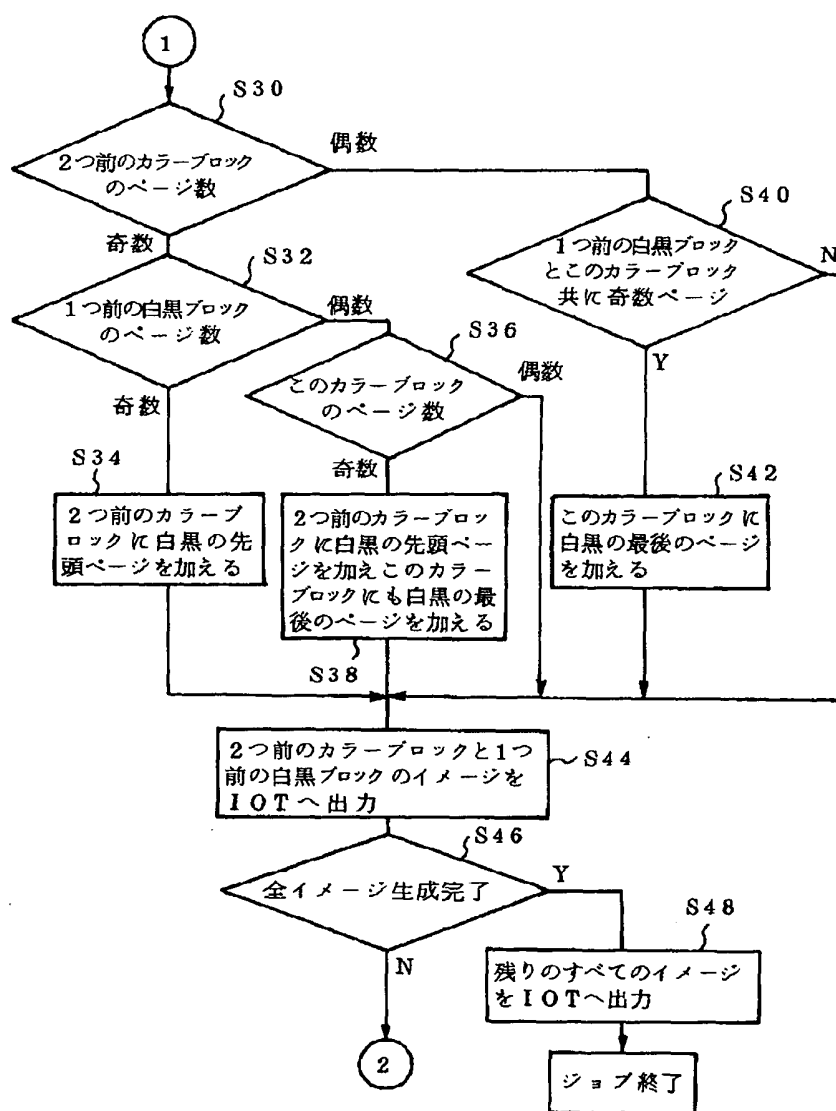 1
S30
2つ前のカラーブロック
のページ数
偶数
奇数
S40
1つ前の白黒ブロック
とこのカラーブロック
共に奇数ページ
N
Y
S32
1つ前の白黒ブロック
のページ数
偶数
奇数
S36
このカラーブロック
のページ数
偶数
奇数
S34
2つ前のカラーブ
ロックに白黒の先
頭ページを加える
2つ前のカラーブロッ
クに白黒の先頭ペー
ジを加えこのカラー
ブロックにも白黒の最
後のページを加える
S38
S42
このカラーブロックに
白黒の最後のページ
を加える
2つ前のカラーブロックと1つ
前の白黒ブロックのイメージを
IOTへ出力
S44
S46
全イメージ生成完了
Y
N
S48
残りのすべてのイメージ
をIOTへ出力
2
ジョブ終了